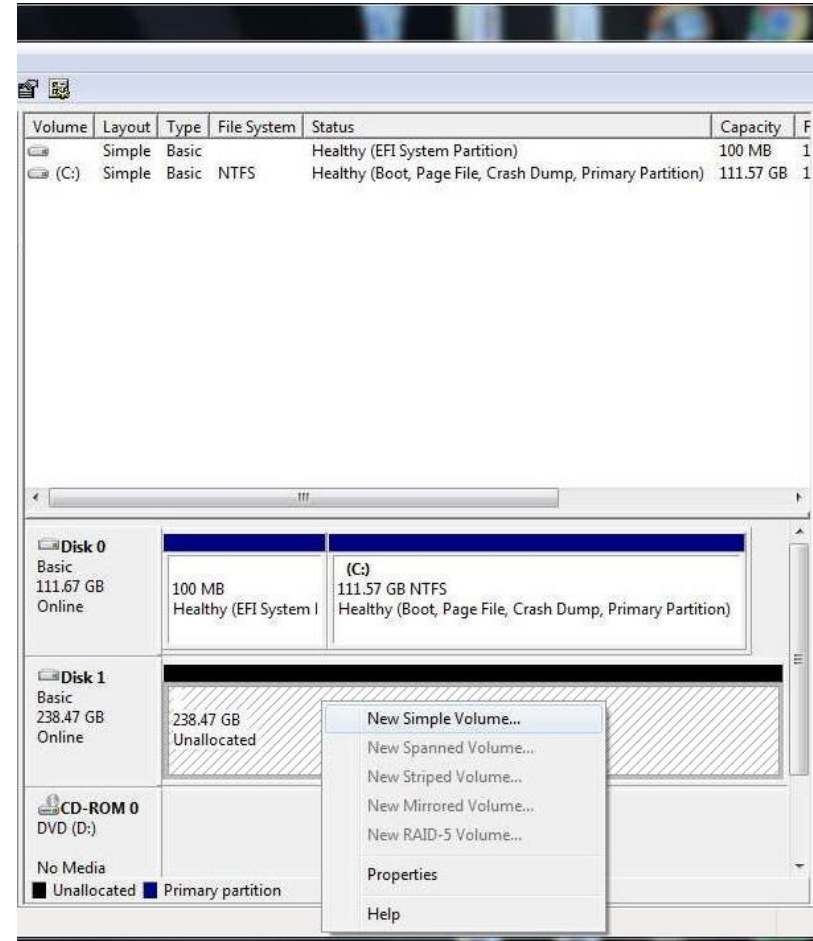 Volume Layout Type File System Status Capacity F
Simple Basic Healthy (EFI System Partition) 100 MB 1
(C:) Simple Basic NTFS Healthy (Boot, Page File, Crash Dump, Primary Partition) 111.57 GB 1
Disk 0
Basic
111.67 GB
Online
100 MB
Healthy (EFI System I
(C:)
111.57 GB NTFS
Healthy (Boot, Page File, Crash Dump, Primary Partition)
Disk 1
Basic
238.47 GB
Online
238.47 GB
Unallocated
New Simple Volume...
New Spanned Volume...
New Striped Volume...
New Mirrored Volume...
New RAID-5 Volume...
Properties
Help
CD-ROM 0
DVD (D:)
No Media
Unallocated Primary partition